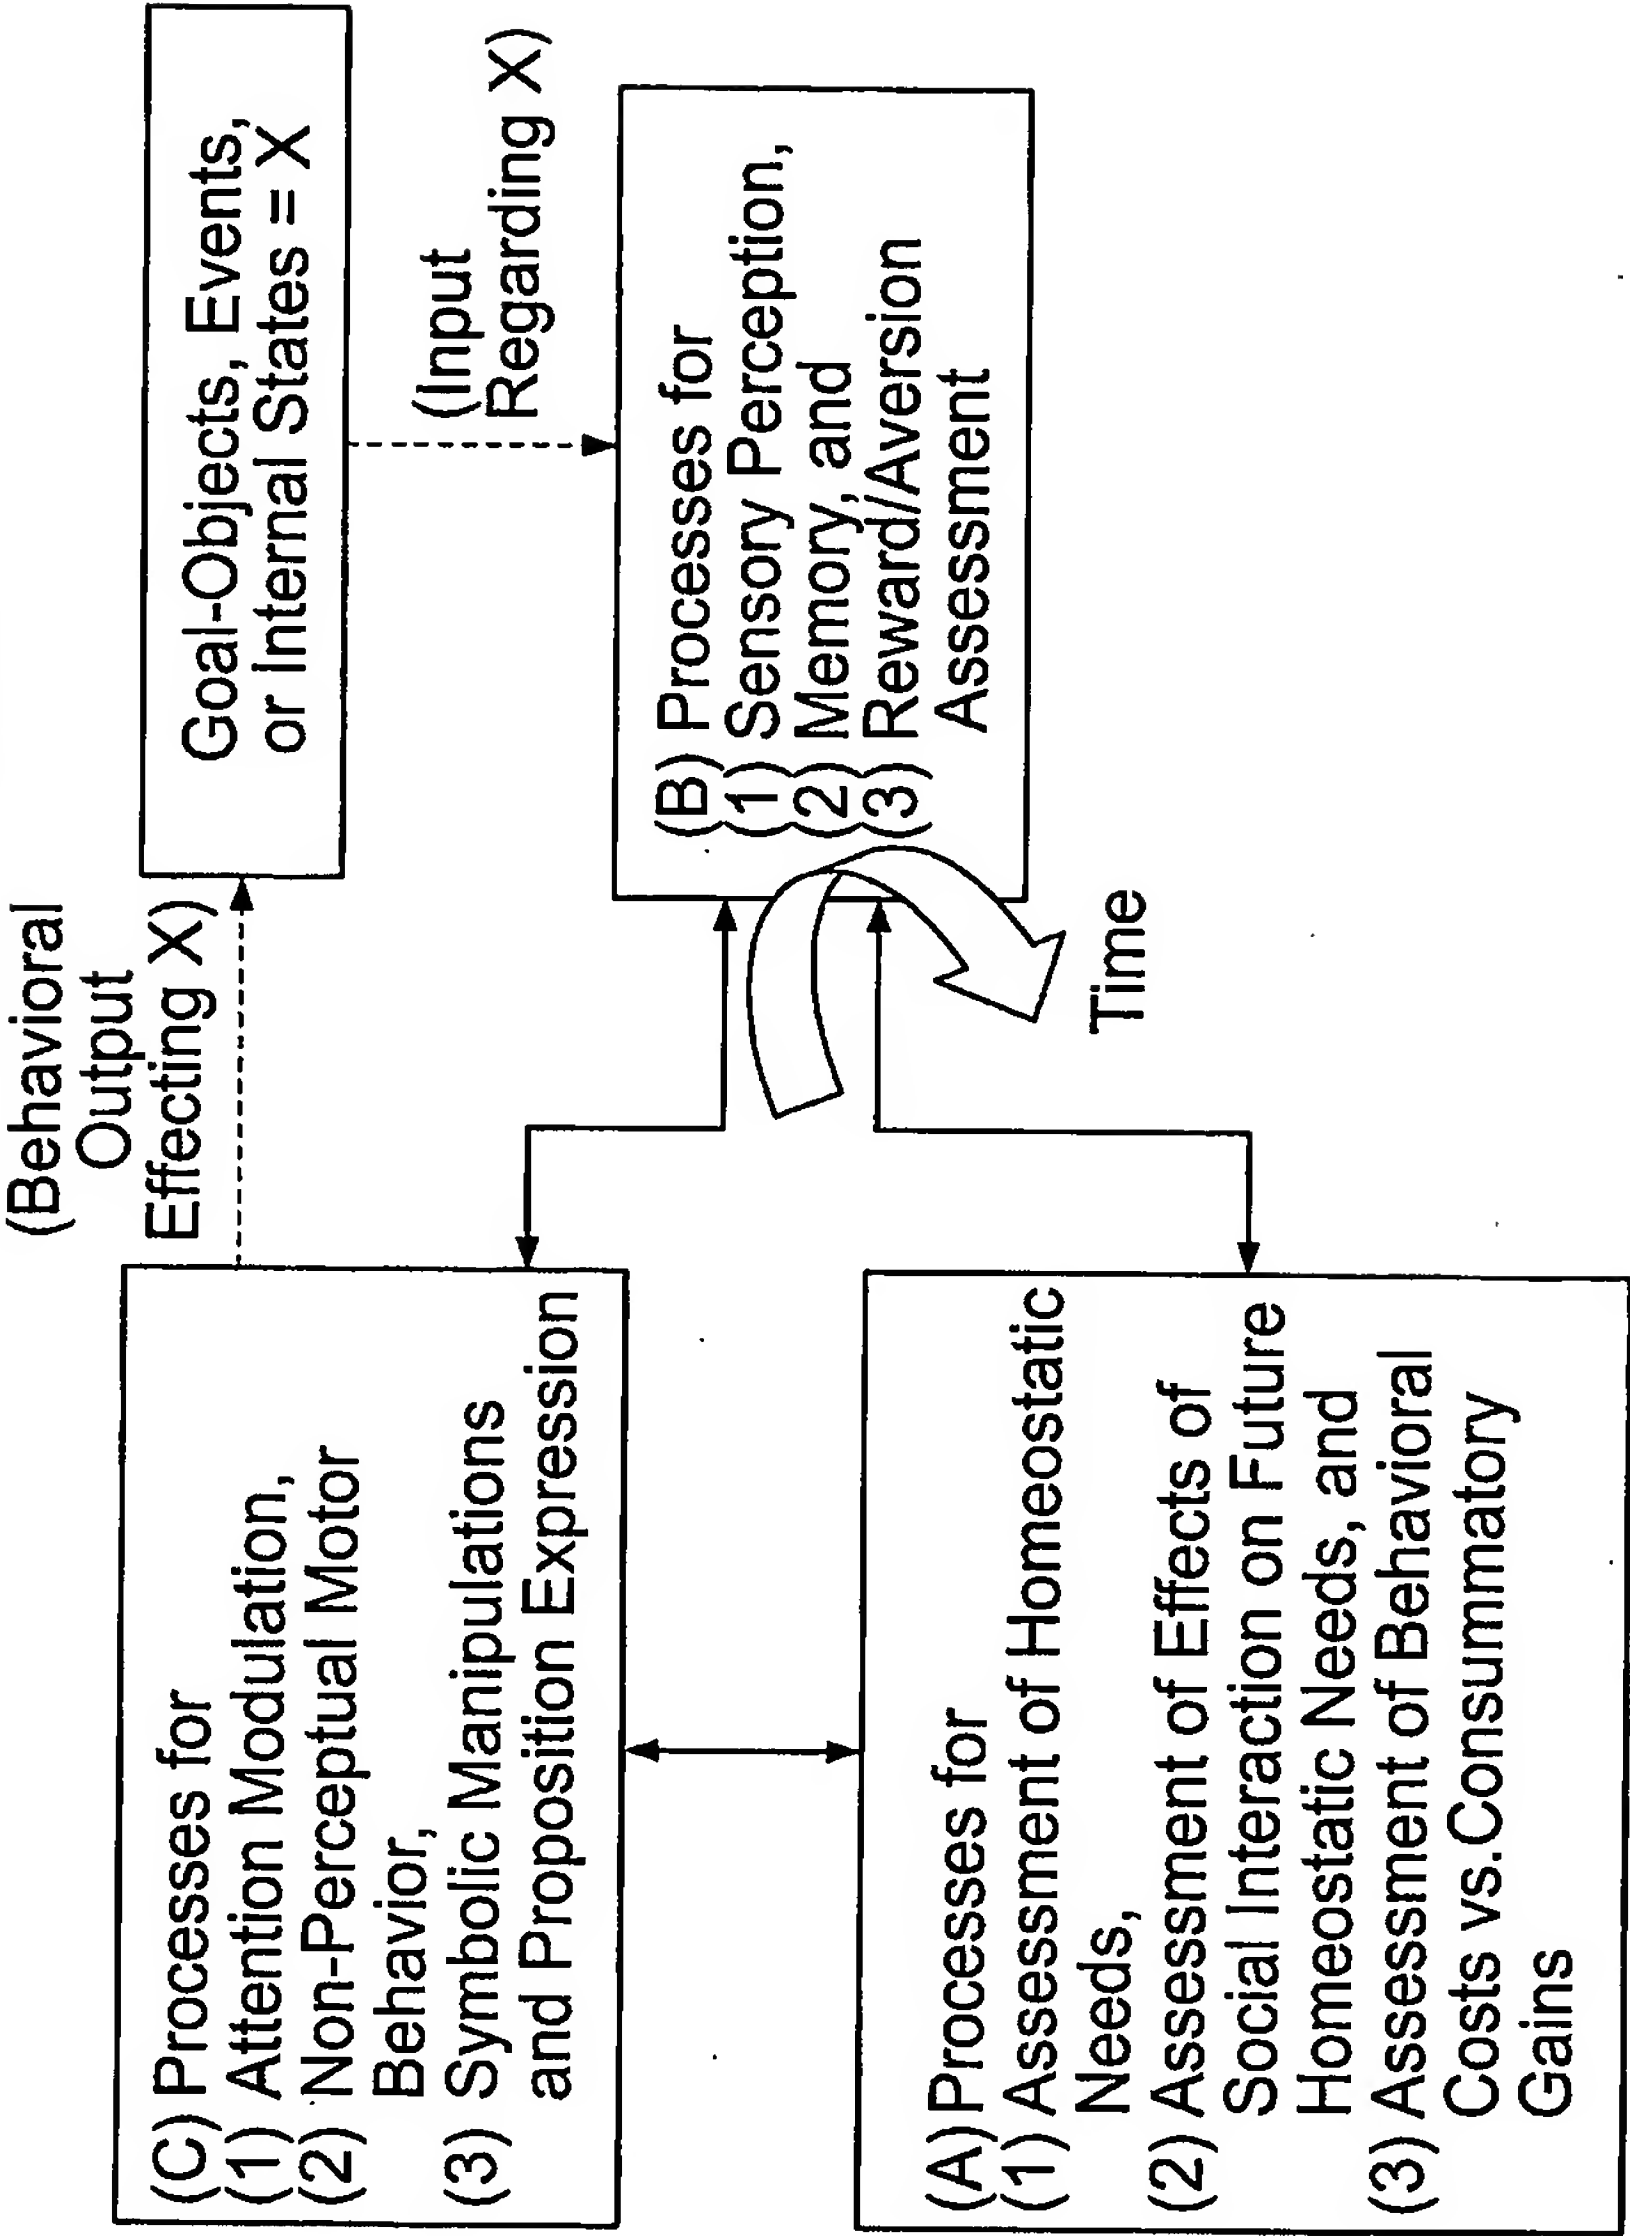 (Behavioral
Output
Effecting X)
Goal-Objects, Events,
or Internal States = X
(Input
Regarding X)
(C) Processes for
(1) Attention Modulation,
(2) Non-Perceptual Motor
Behavior,
(3) Symbolic Manipulations
and Proposition Expression
(B) Processes for
(1) Sensory Perception,
(2) Memory, and
(3) Reward/Aversion
Assessment
Time
(A) Processes for
(1) Assessment of Homeostatic
Needs,
(2) Assessment of Effects of
Social Interaction on Future
Homeostatic Needs, and
(3) Assessment of Behavioral
Costs vs.Consummatory
Gains